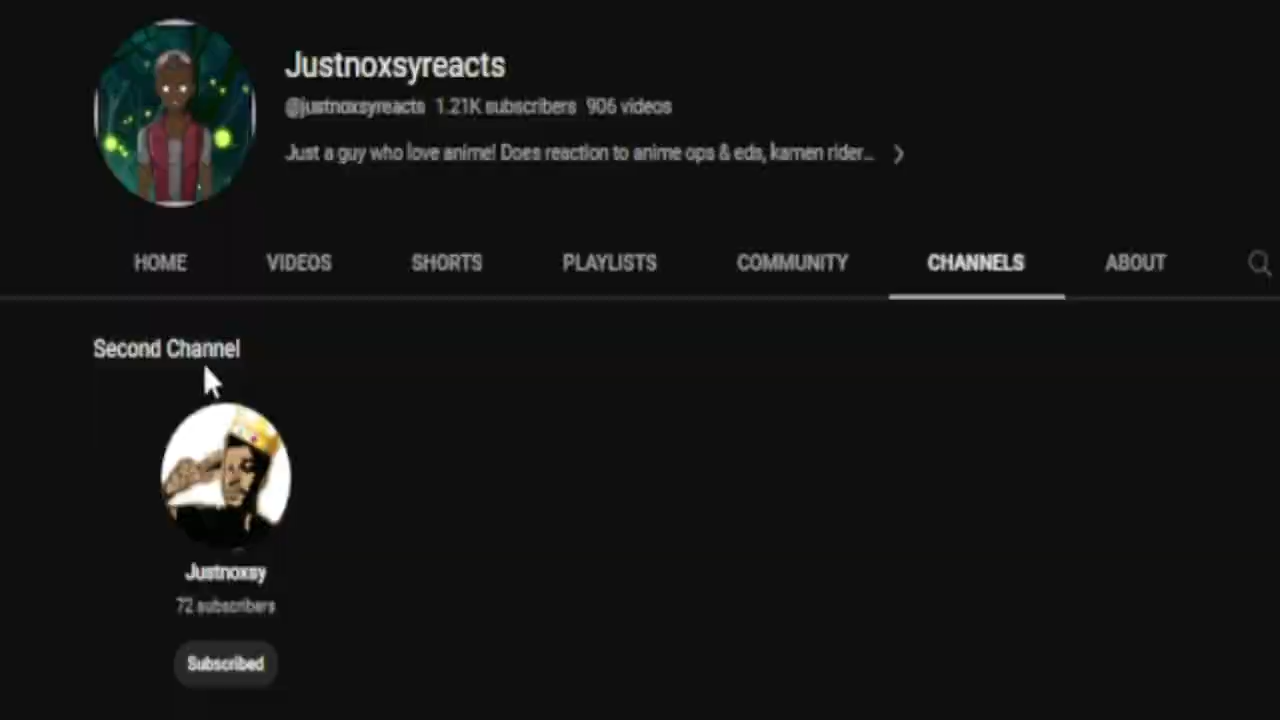 Justnoxsyreacts
@justnoxsyreacts 1.21K subscribers 906 videos
Just a guy who love anime! Does reaction to anime ops & eds, kamen rider...
HOME VIDEOS SHORTS PLAYLISTS COMMUNITY CHANNELS ABOUT
Second Channel
Justnoxsy
72 subscribers
Subscribed